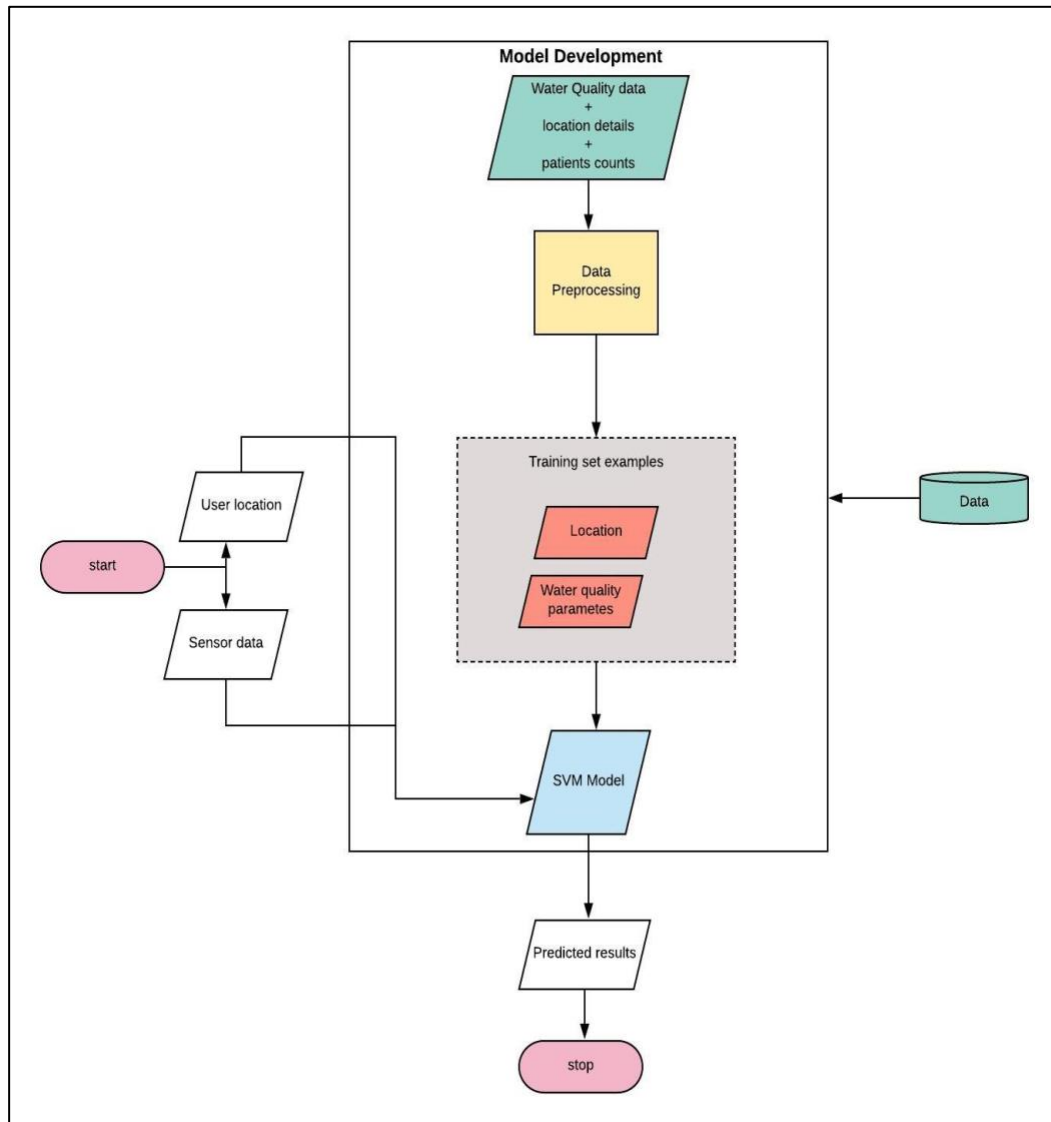 Model Development
Water Quality data
+
location details
+
patients counts
Data
Preprocessing
Training set examples
User location
Location
Data
start
Water quality
parametes
Sensor data
SVM Model
Predicted results
stop